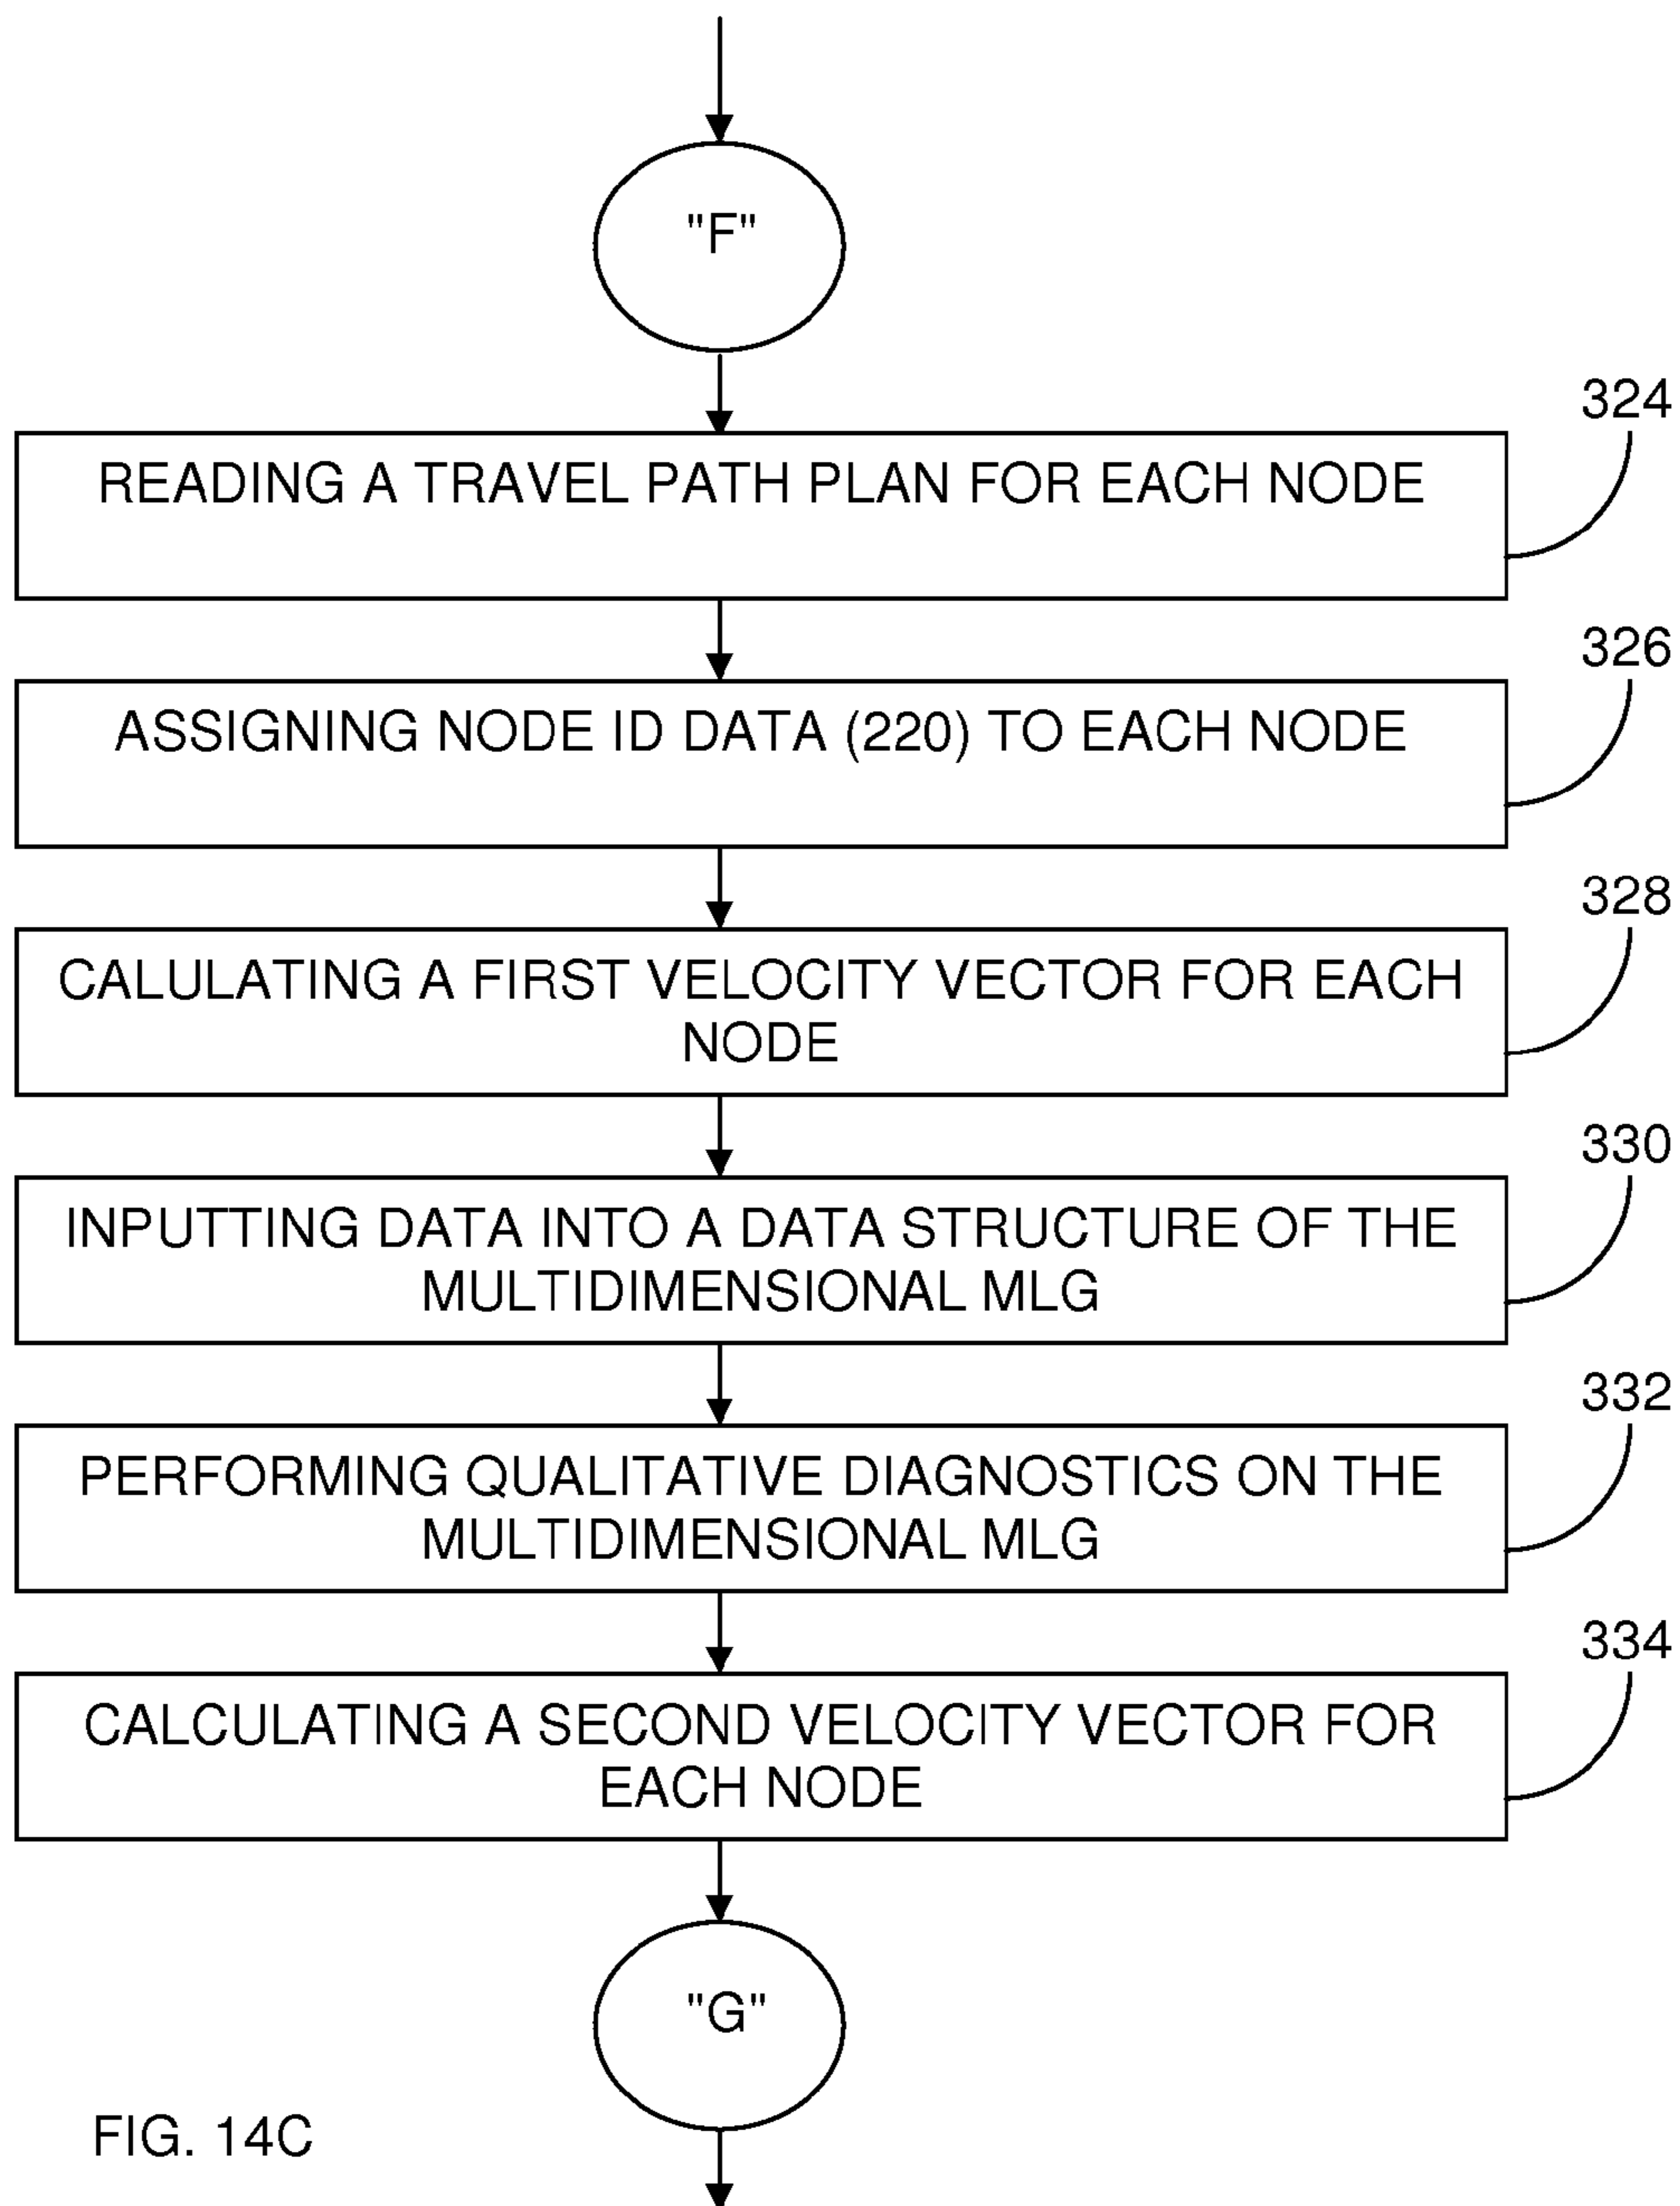 "F"
324
READING A TRAVEL PATH PLAN FOR EACH NODE
326
ASSIGNING NODE ID DATA (220) TO EACH NODE
328
CALULATING A FIRST VELOCITY VECTOR FOR EACH
NODE
330
INPUTTING DATA INTO A DATA STRUCTURE OF THE
MULTIDIMENSIONAL MLG
332
PERFORMING QUALITATIVE DIAGNOSTICS ON THE
MULTIDIMENSIONAL MLG
334
CALCULATING A SECOND VELOCITY VECTOR FOR
EACH NODE
"G"
FIG. 14C